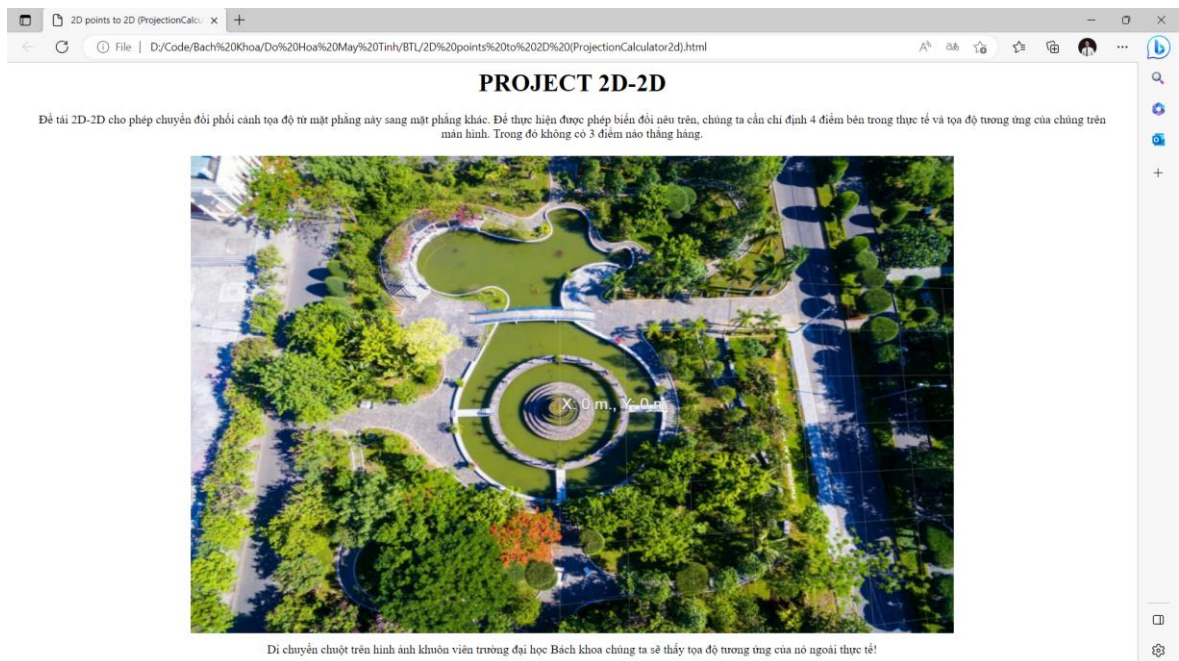 2D points to 2D (ProjectionCalcu
File | D:/Code/Bach%20Khoa/Do%20Hoa%20May%20Tinh/BTL/2D%20points%20to%202D%20(ProjectionCalculator2d).html
PROJECT 2D-2D
Đề tài 2D-2D cho phép chuyển đổi phối cảnh tọa độ từ mặt phẳng này sang mặt phẳng khác. Để thực hiện được phép biến đổi nêu trên, chúng ta cần chỉ định 4 điểm bên trong thực tế và tọa độ tương ứng của chúng trên
màn hình. Trong đó không có 3 điểm nào thẳng hàng.
X: 0 m., Y: 0 m.
Di chuyển chuột trên hình ảnh khuôn viên trường đại học Bách khoa chúng ta sẽ thấy tọa độ tương ứng của nó ngoài thực tế!